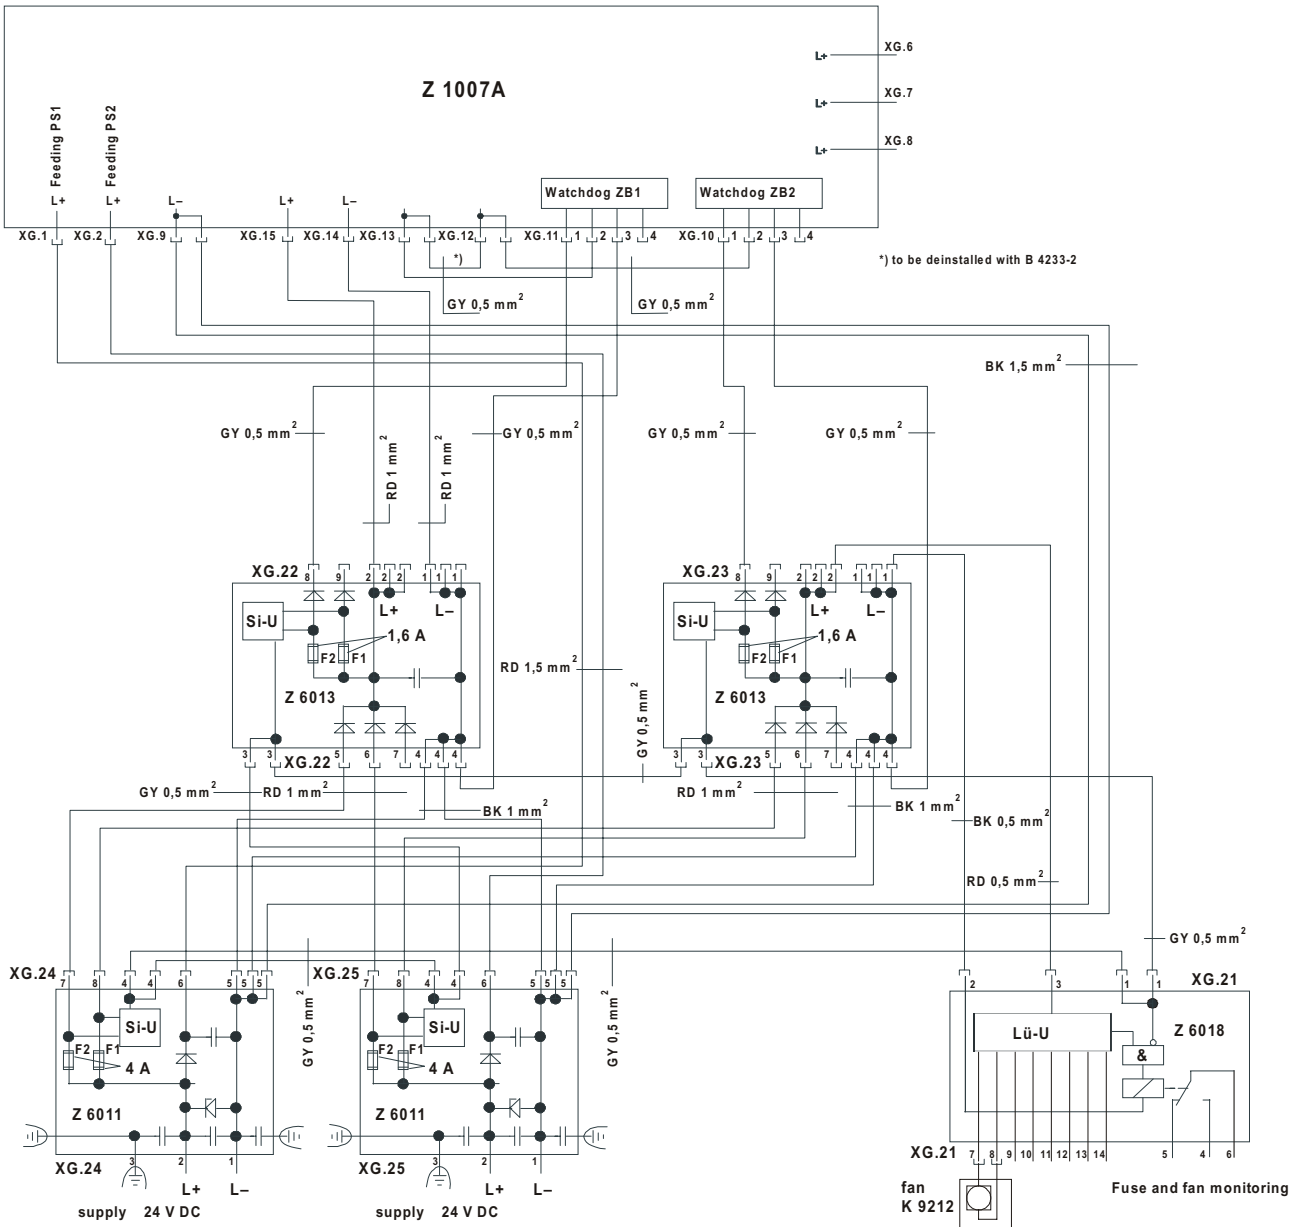 XG.6
L+
Z 1007A
XG.7
L+
XG.8
L+
L+ Feeding PS1
L+ Feeding PS2
L–
L+
L–
Watchdog ZB1
Watchdog ZB2
XG.1 XG.2 XG.9 XG.15 XG.14 XG.13 XG.12 XG.11 1 2 3 4 XG.10 1 2 3 4
*)
*) to be deinstalled with B 4233-2
GY 0,5 mm²
GY 0,5 mm²
BK 1,5 mm²
GY 0,5 mm²
RD 1 mm²
RD 1 mm²
GY 0,5 mm²
GY 0,5 mm²
GY 0,5 mm²
XG.22 8 9 2 2 2 1 1 1
XG.23 8 9 2 2 2 1 1 1
L+ L–
L+ L–
Si-U
1,6 A
F2 F1
Si-U
1,6 A
F2 F1
RD 1,5 mm²
Z 6013
GY 0,5 mm²
Z 6013
3 3 XG.22 5 6 7 4 4 4
3 3 XG.23 5 6 7 4 4 4
GY 0,5 mm² RD 1 mm²
BK 1 mm²
RD 1 mm²
BK 1 mm²
BK 0,5 mm²
RD 0,5 mm²
GY 0,5 mm²
XG.24 7 8 4 4 6 5 5 5
XG.25 7 8 4 4 6 5 5 5
XG.21
2 3 1 1
Si-U
F2 F1
4 A
Z 6011
GY 0,5 mm²
Si-U
F2 F1
4 A
Z 6011
GY 0,5 mm²
Lü-U
Z 6018
&
XG.24 3 2 1
L+ L–
supply 24 V DC
XG.25 3 2 1
L+ L–
supply 24 V DC
XG.21 7 8 9 10 11 12 13 14 5 4 6
fan
K 9212
Fuse and fan monitoring